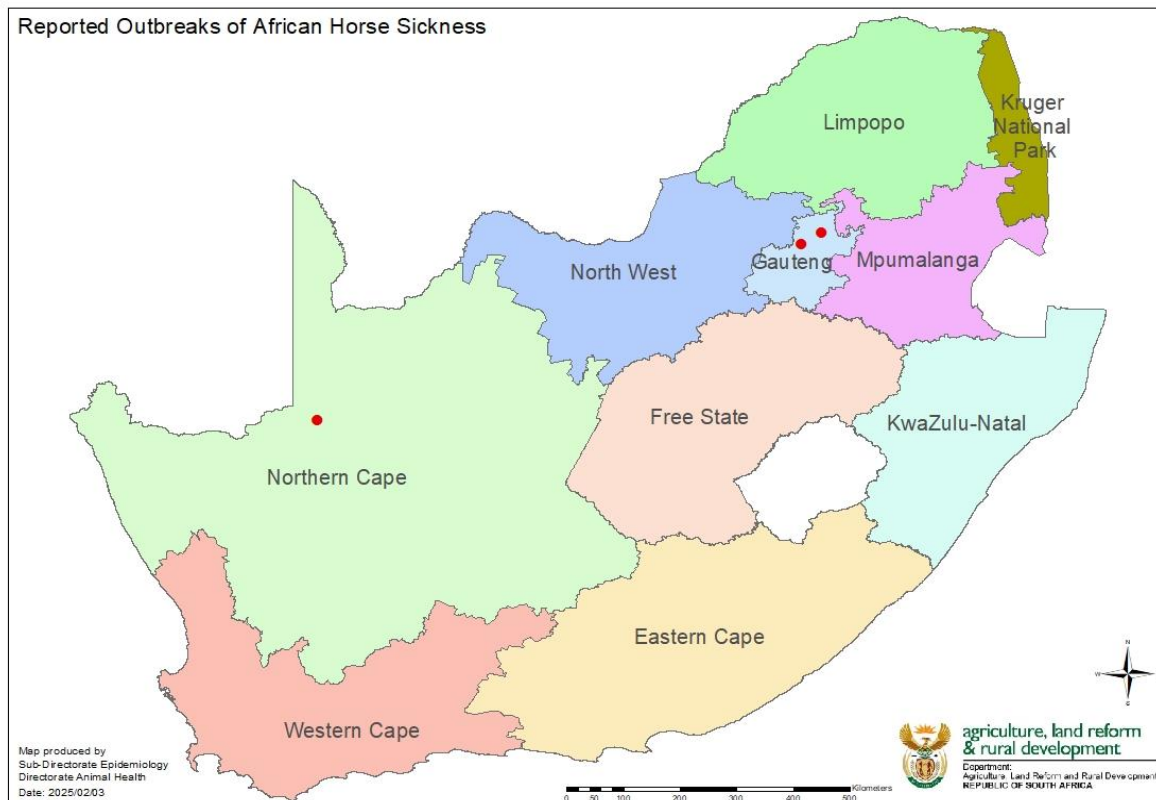 Reported Outbreaks of African Horse Sickness
Limpopo
Kruger
National
Park
North West
Gauteng
Mpumalanga
Free State
KwaZulu-Natal
Northern Cape
Eastern Cape
Western Cape
N
W
S
Map produced by
Sub-Directorate Epidemiology
Directorate Animal Health
Date: 2025/02/03
0 50 100 200 300 400 500
Kilometers
agriculture, land reform
& rural development
Department:
Agriculture, Land Reform and Rural Development
REPUBLIC OF SOUTH AFRICA